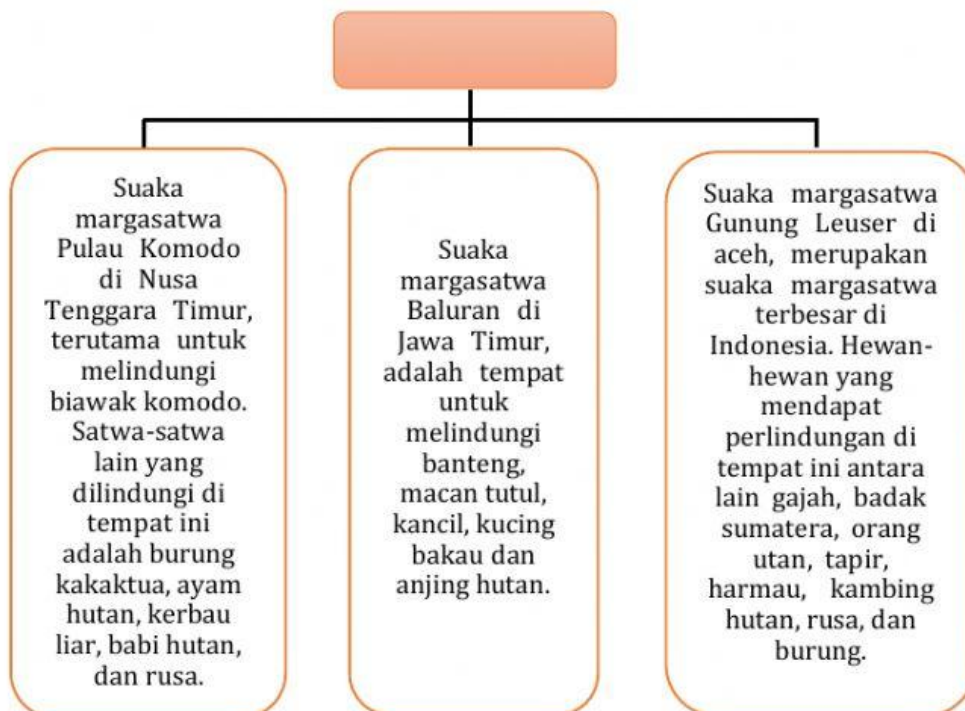 Suaka
margasatwa
Pulau Komodo
di Nusa
Tenggara Timur,
terutama untuk
melindungi
biawak komodo.
Satwa-satwa
lain yang
dilindungi di
tempat ini
adalah burung
kakaktua, ayam
hutan, kerbau
liar, babi hutan,
dan rusa.
Suaka
margasatwa
Baluran di
Jawa Timur,
adalah tempat
untuk
melindungi
banteng,
macan tutul,
kancil, kucing
bakau dan
anjing hutan.
Suaka margasatwa
Gunung Leuser di
aceh, merupakan
suaka margasatwa
terbesar di
Indonesia. Hewan-
hewan yang
mendapat
perlindungan di
tempat ini antara
lain gajah, badak
sumatera, orang
utan, tapir,
harmau, kambing
hutan, rusa, dan
burung.